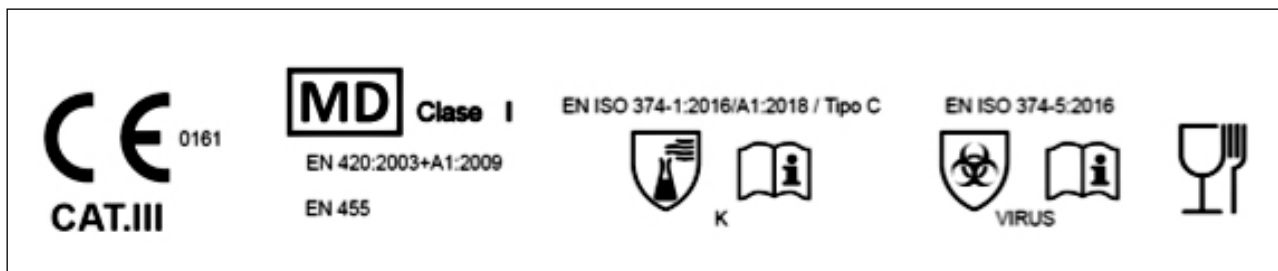 CE 0161
CAT.III
MD Clase I
EN 420:2003+A1:2009
EN 455
EN ISO 374-1:2016/A1:2018 / Tipo C
i
K
EN ISO 374-5:2016
i
VIRUS